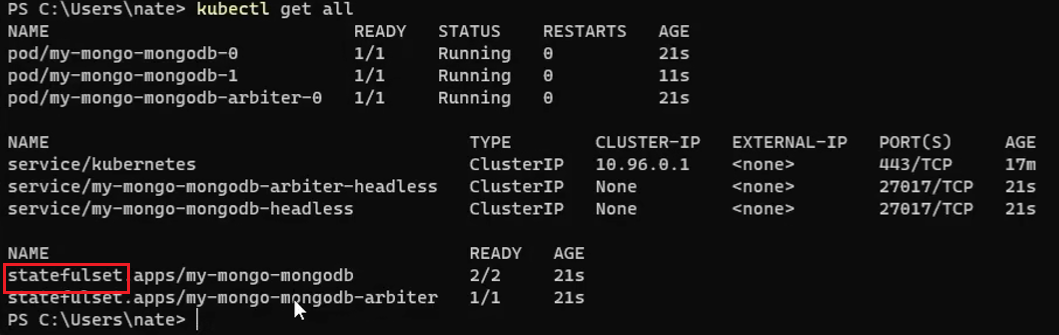 PS C:\Users\nate> kubectl get all
NAME READY STATUS RESTARTS AGE
pod/my-mongo-mongodb-0 1/1 Running 0 21s
pod/my-mongo-mongodb-1 1/1 Running 0 11s
pod/my-mongo-mongodb-arbiter-0 1/1 Running 0 21s
NAME TYPE CLUSTER-IP EXTERNAL-IP PORT(S) AGE
service/kubernetes ClusterIP 10.96.0.1 <none> 443/TCP 17m
service/my-mongo-mongodb-arbiter-headless ClusterIP None <none> 27017/TCP 21s
service/my-mongo-mongodb-headless ClusterIP None <none> 27017/TCP 21s
NAME READY AGE
statefulset.apps/my-mongo-mongodb 2/2 21s
statefulset.apps/my-mongo-mongodb-arbiter 1/1 21s
PS C:\Users\nate>